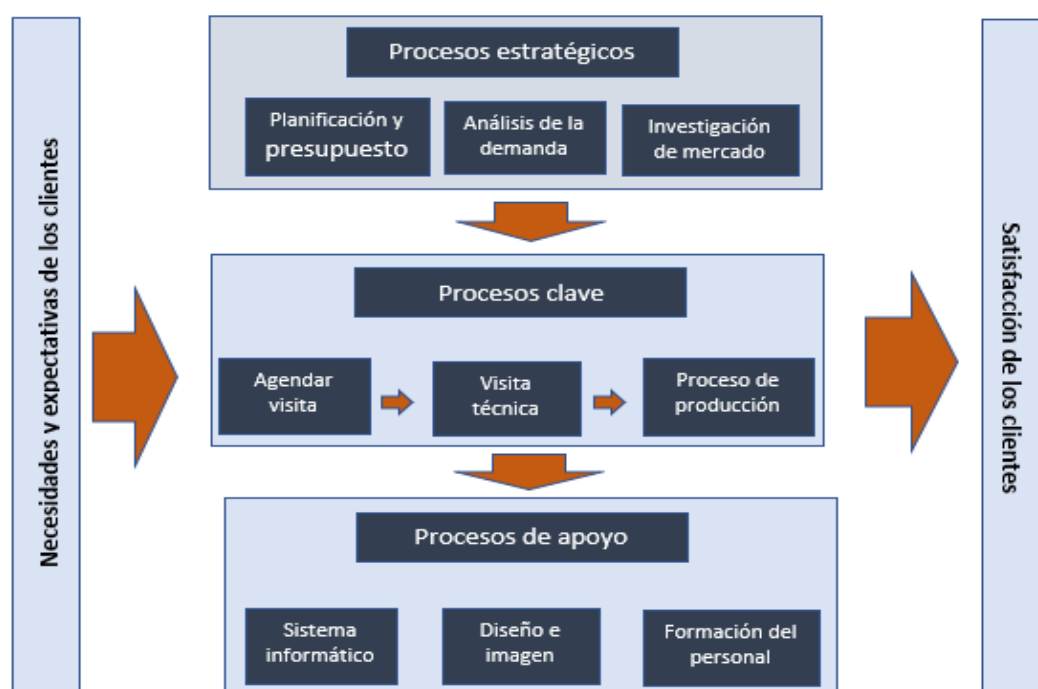 Necesidades y expectativas de los clientes
Procesos estratégicos
Planificación y
presupuesto
Análisis de la
demanda
Investigación
de mercado
Procesos clave
Agendar
visita
Visita
técnica
Proceso de
producción
Procesos de apoyo
Sistema
informático
Diseño e
imagen
Formación del
personal
Satisfacción de los clientes